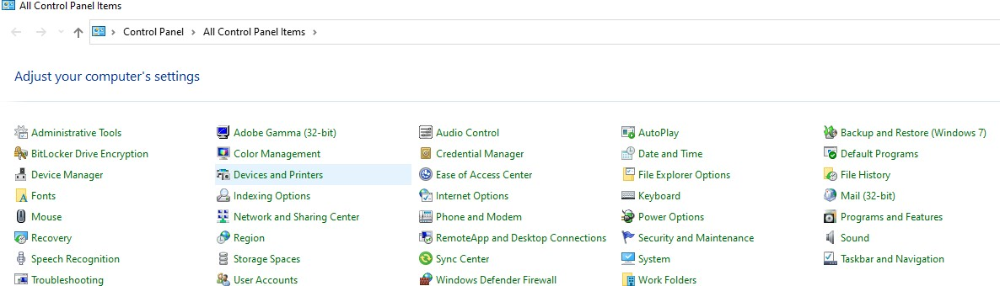 All Control Panel Items
Control Panel > All Control Panel Items >
Adjust your computer's settings
Administrative Tools Adobe Gamma (32-bit) Audio Control AutoPlay Backup and Restore (Windows 7)
BitLocker Drive Encryption Color Management Credential Manager Date and Time Default Programs
Device Manager Devices and Printers Ease of Access Center File Explorer Options File History
Fonts Indexing Options Internet Options Keyboard Mail (32-bit)
Mouse Network and Sharing Center Phone and Modem Power Options Programs and Features
Recovery Region RemoteApp and Desktop Connections Security and Maintenance Sound
Speech Recognition Storage Spaces Sync Center System Taskbar and Navigation
Troubleshooting User Accounts Windows Defender Firewall Work Folders